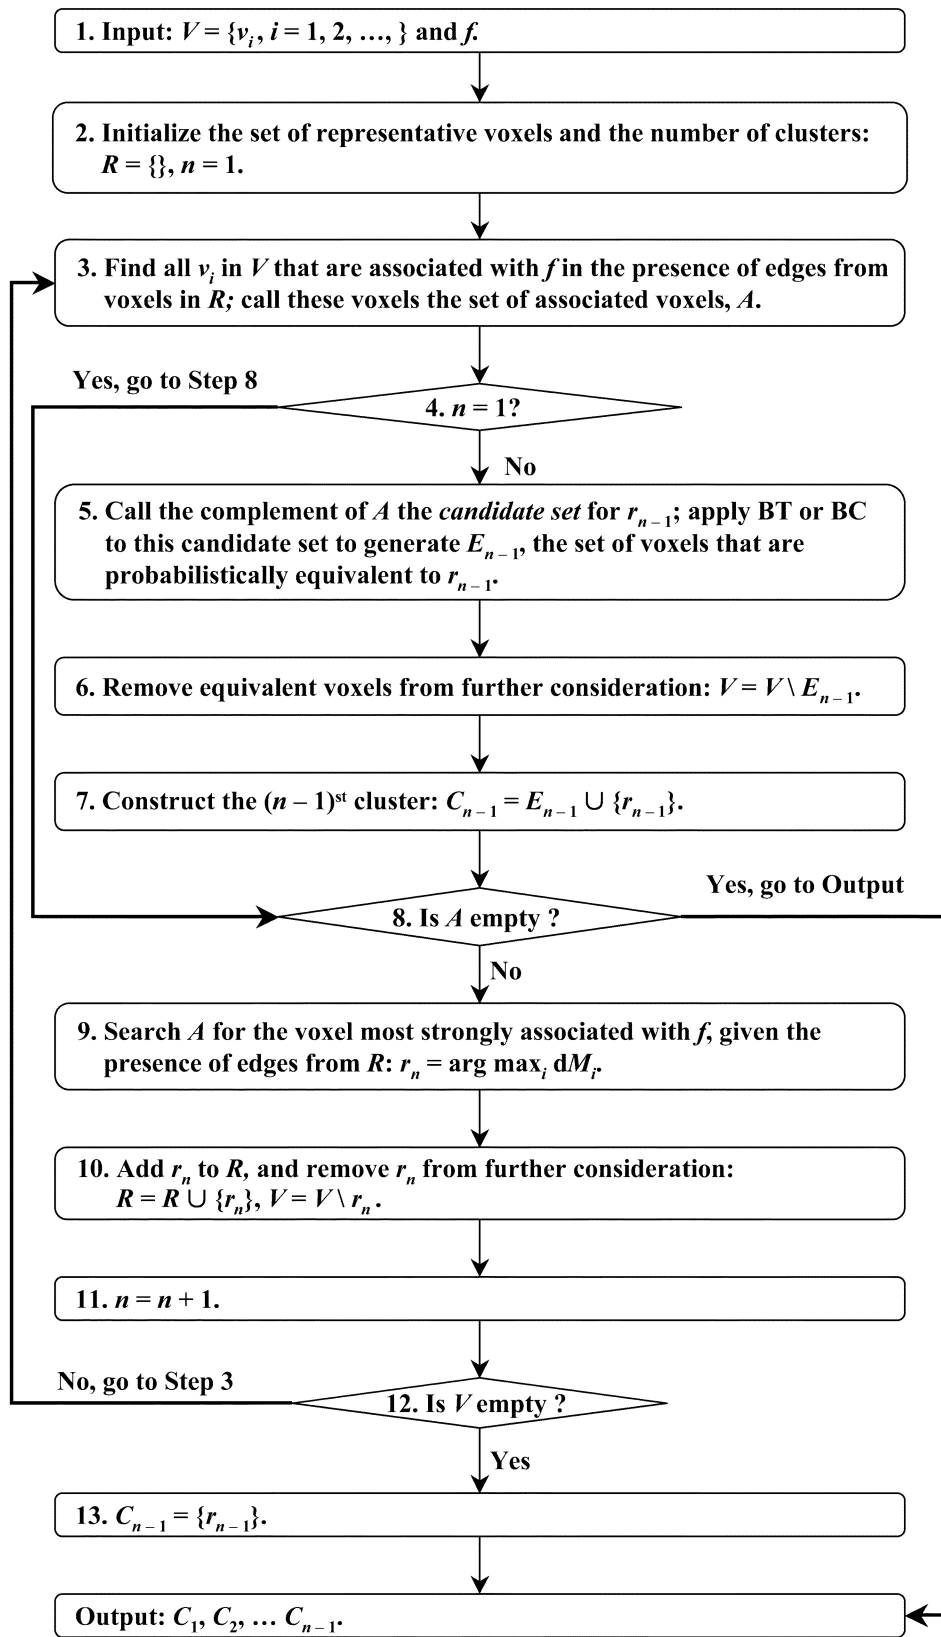 1. Input: V = {vᵢ, i = 1, 2, …, } and f.
2. Initialize the set of representative voxels and the number of clusters:
R = {}, n = 1.
3. Find all vᵢ in V that are associated with f in the presence of edges from
voxels in R; call these voxels the set of associated voxels, A.
Yes, go to Step 8
4. n = 1?
No
5. Call the complement of A the candidate set for rₙ₋₁; apply BT or BC
to this candidate set to generate Eₙ₋₁, the set of voxels that are
probabilistically equivalent to rₙ₋₁.
6. Remove equivalent voxels from further consideration: V = V \ Eₙ₋₁.
7. Construct the (n – 1)ˢᵗ cluster: Cₙ₋₁ = Eₙ₋₁ ∪ {rₙ₋₁}.
Yes, go to Output
8. Is A empty ?
No
9. Search A for the voxel most strongly associated with f, given the
presence of edges from R: rₙ = arg maxᵢ dMᵢ.
10. Add rₙ to R, and remove rₙ from further consideration:
R = R ∪ {rₙ}, V = V \ rₙ .
11. n = n + 1.
No, go to Step 3
12. Is V empty ?
Yes
13. Cₙ₋₁ = {rₙ₋₁}.
Output: C₁, C₂, … Cₙ₋₁.